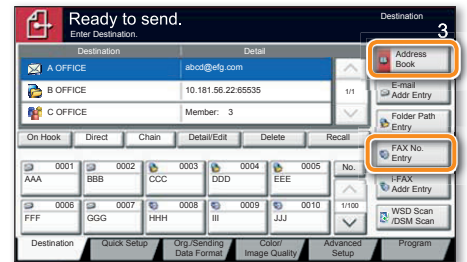 Ready to send.
Enter Destination.
Destination
3
Destination
Detail
A OFFICE
abcd@efg.com
B OFFICE
10.181.56.22:65535
1/1
C OFFICE
Member: 3
Address
Book
E-mail
Addr Entry
Folder Path
Entry
FAX No.
Entry
i-FAX
Addr Entry
WSD Scan
/DSM Scan
On Hook
Direct
Chain
Detail/Edit
Delete
Recall
0001
AAA
0002
BBB
0003
CCC
0004
DDD
0005
EEE
No.
0006
FFF
0007
GGG
0008
HHH
0009
III
0010
JJJ
1/100
Destination
Quick Setup
Org./Sending
Data Format
Color/
Image Quality
Advanced
Setup
Program